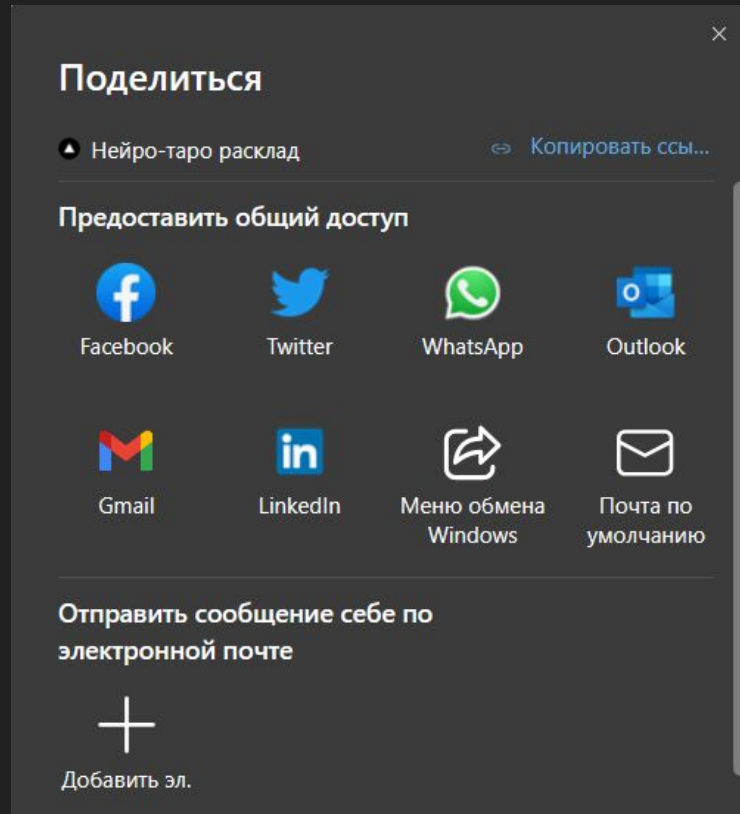 Поделиться
Нейро-таро расклад
Копировать ссы...
Предоставить общий доступ
Facebook
Twitter
WhatsApp
Outlook
Gmail
LinkedIn
Меню обмена
Windows
Почта по
умолчанию
Отправить сообщение себе по
электронной почте
Добавить эл.